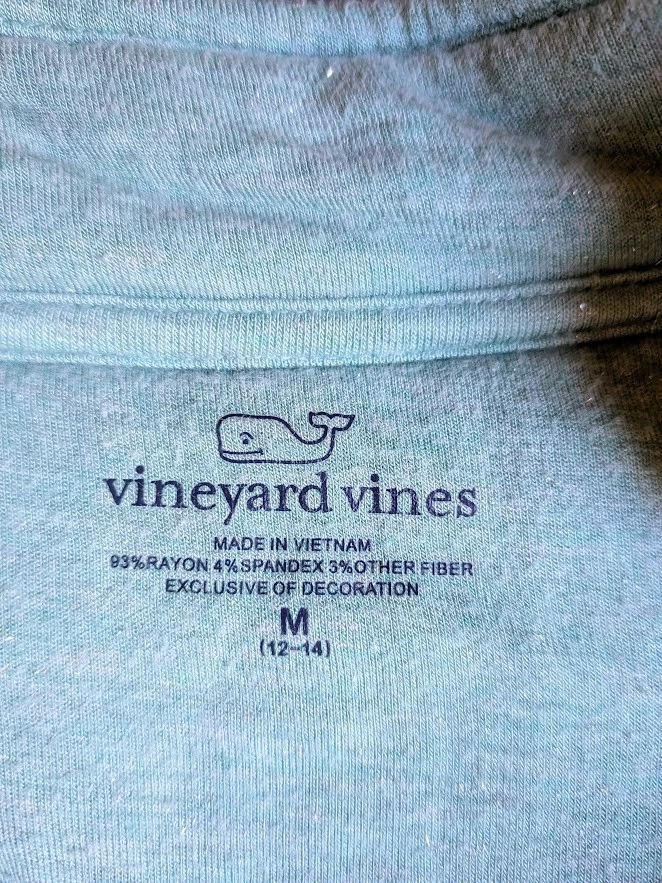 vineyard vines
MADE IN VIETNAM
93%RAYON 4%SPANDEX 3%OTHER FIBER
EXCLUSIVE OF DECORATION
M
(12-14)